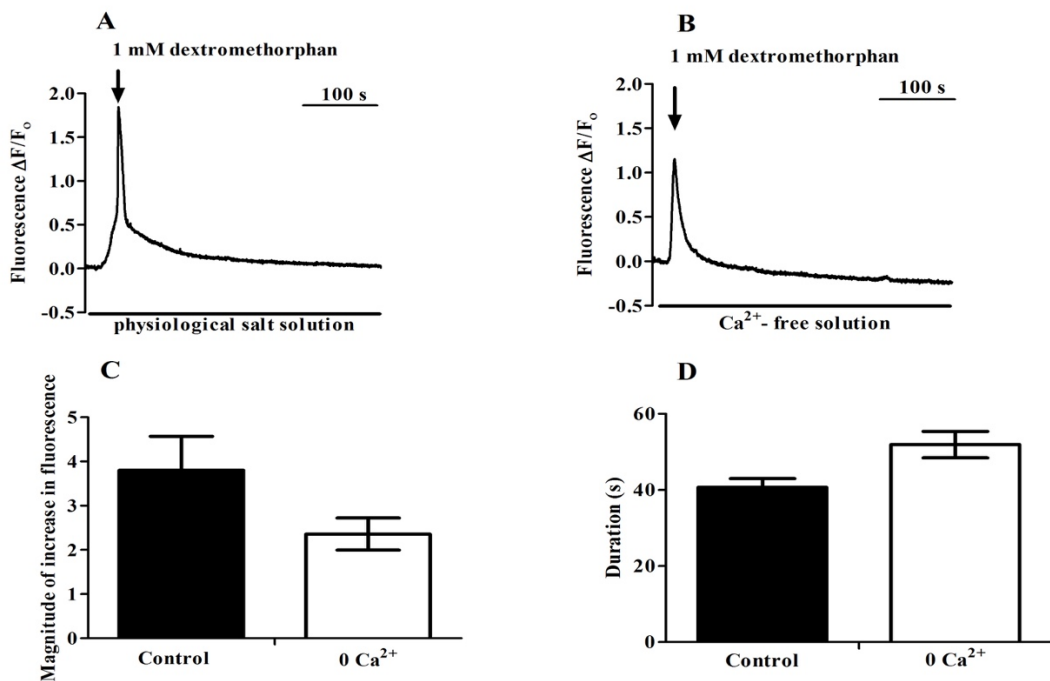 A
1 mM dextromethorphan
100 s
Fluorescence ΔF/Fo
2.0
1.5
1.0
0.5
0.0
-0.5
physiological salt solution
B
1 mM dextromethorphan
100 s
Fluorescence ΔF/Fo
2.0
1.5
1.0
0.5
0.0
-0.5
Ca²⁺- free solution
C
Magnitude of increase in fluorescence
5
4
3
2
1
0
Control
0 Ca²⁺
D
Duration (s)
60
40
20
0
Control
0 Ca²⁺